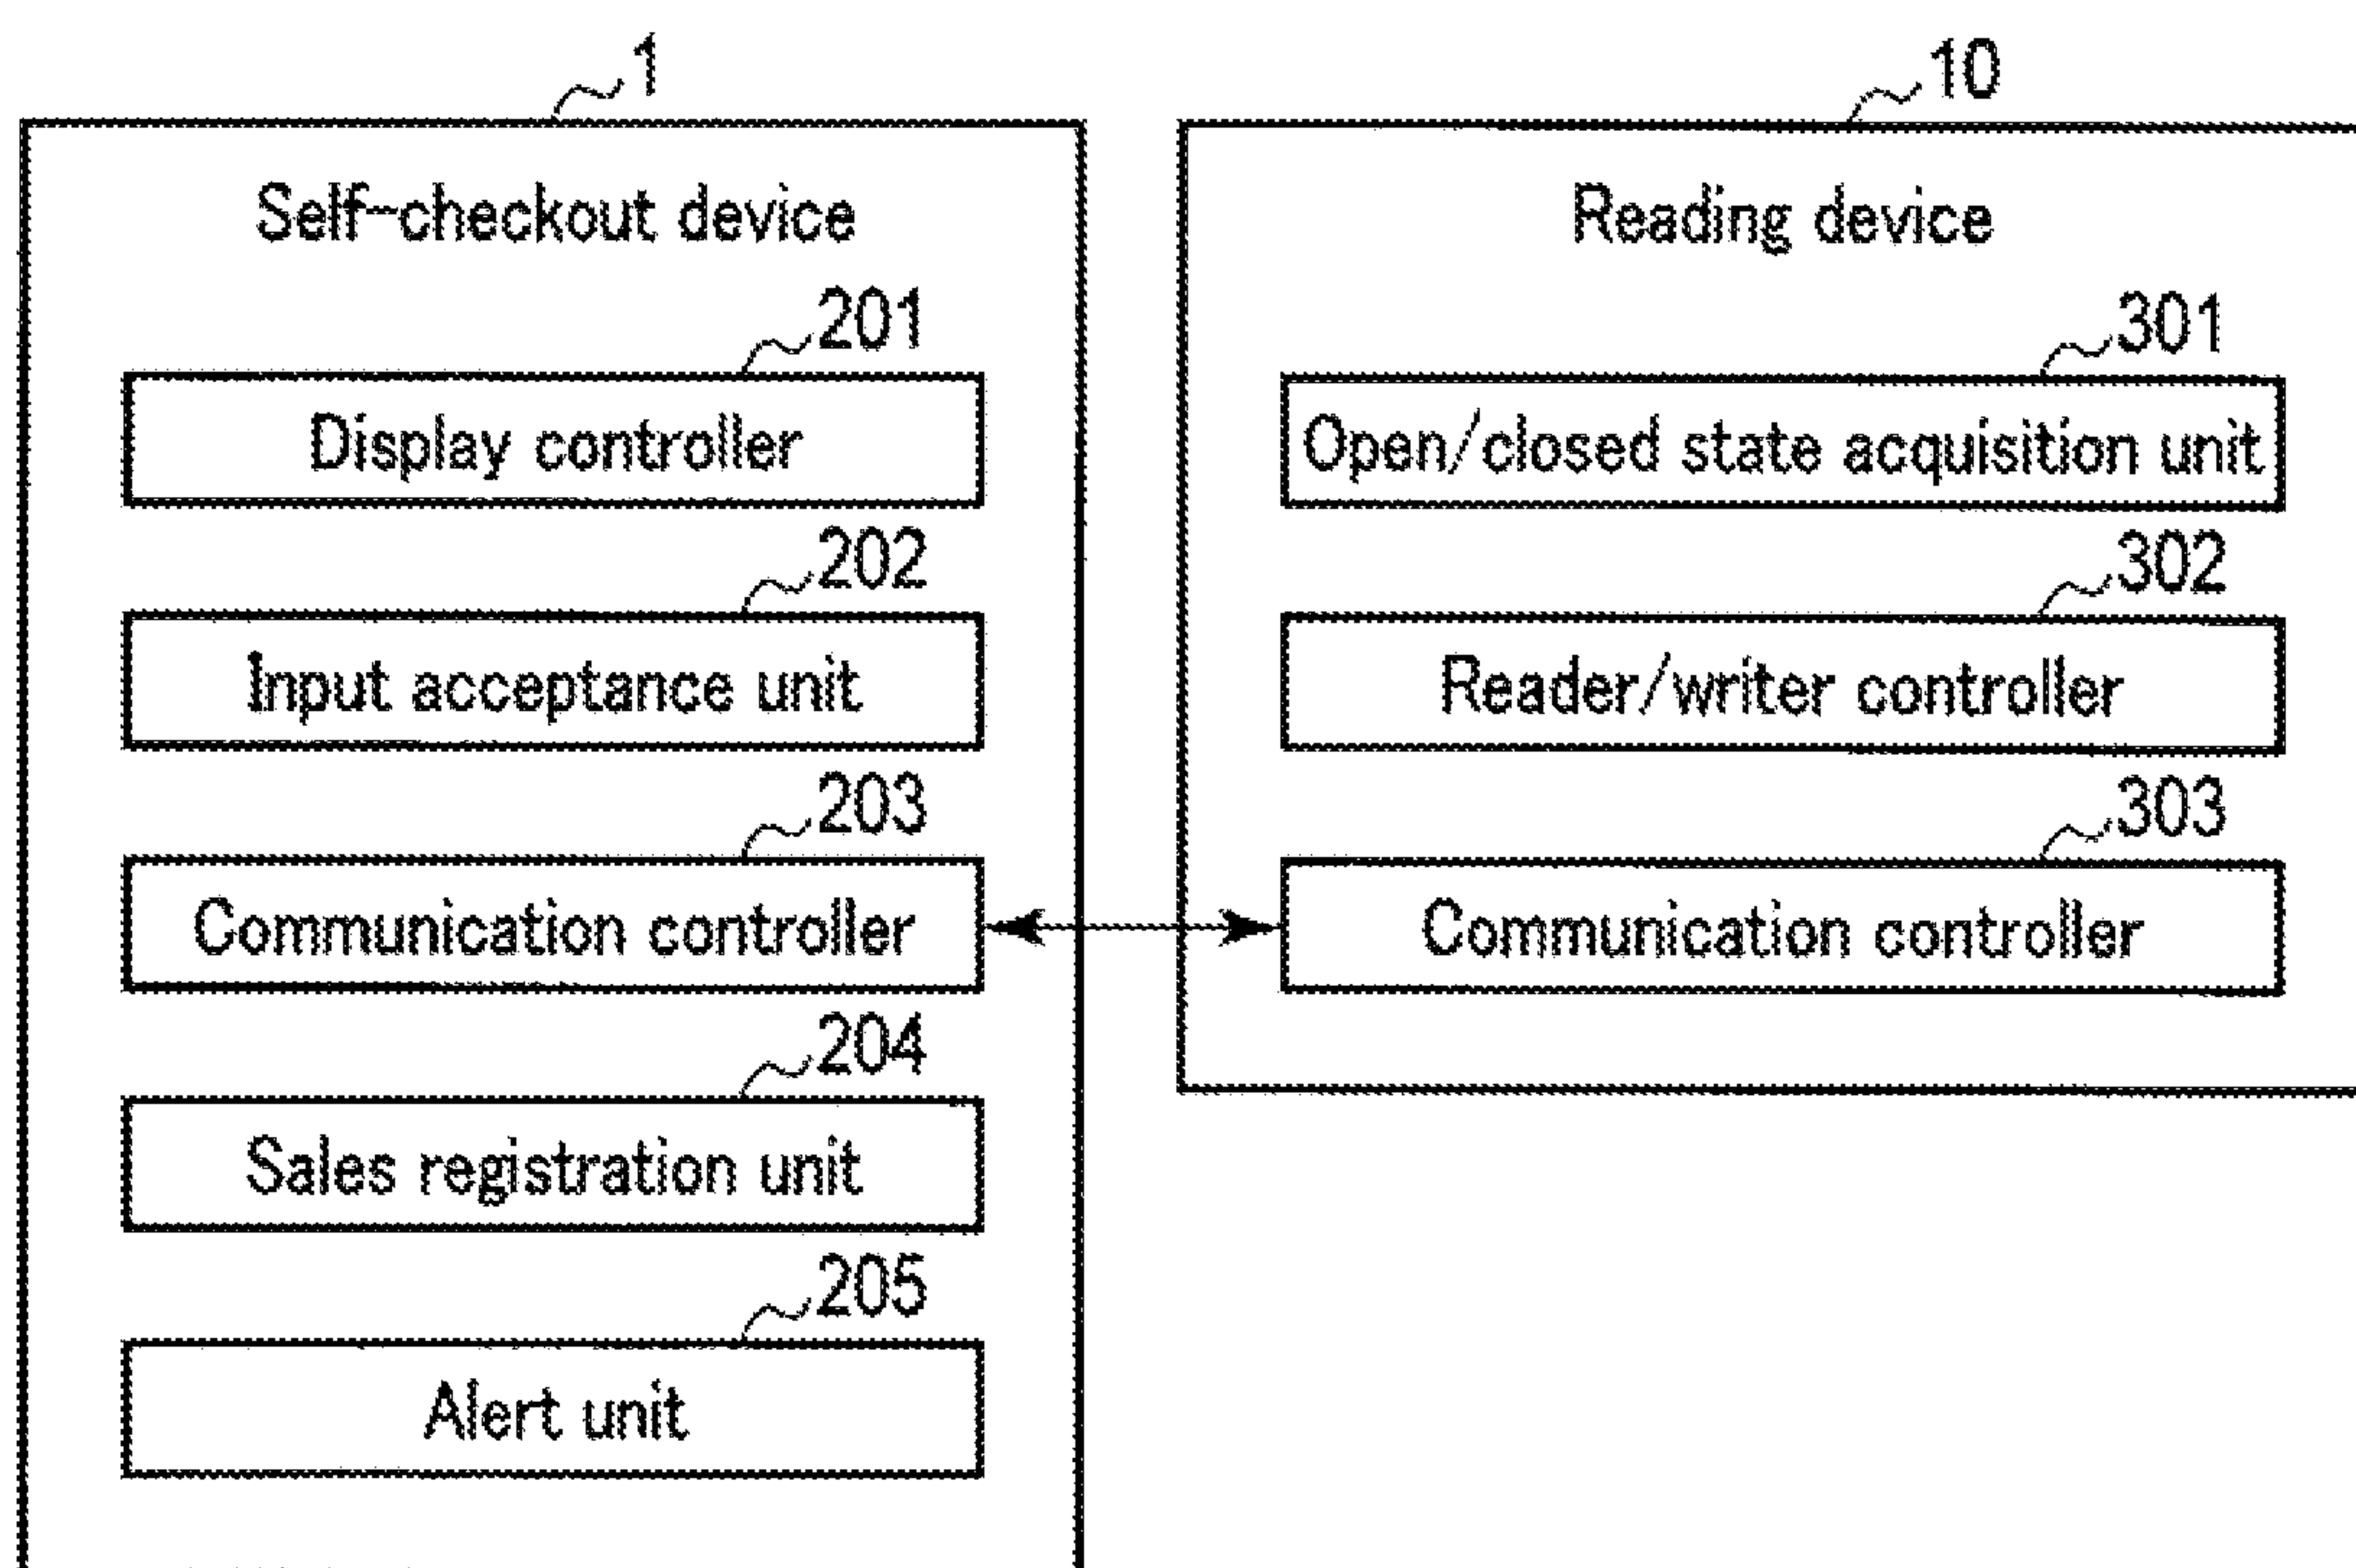 1
Self-checkout device
201
Display controller
202
Input acceptance unit
203
Communication controller
204
Sales registration unit
205
Alert unit
10
Reading device
301
Open/closed state acquisition unit
302
Reader/writer controller
303
Communication controller